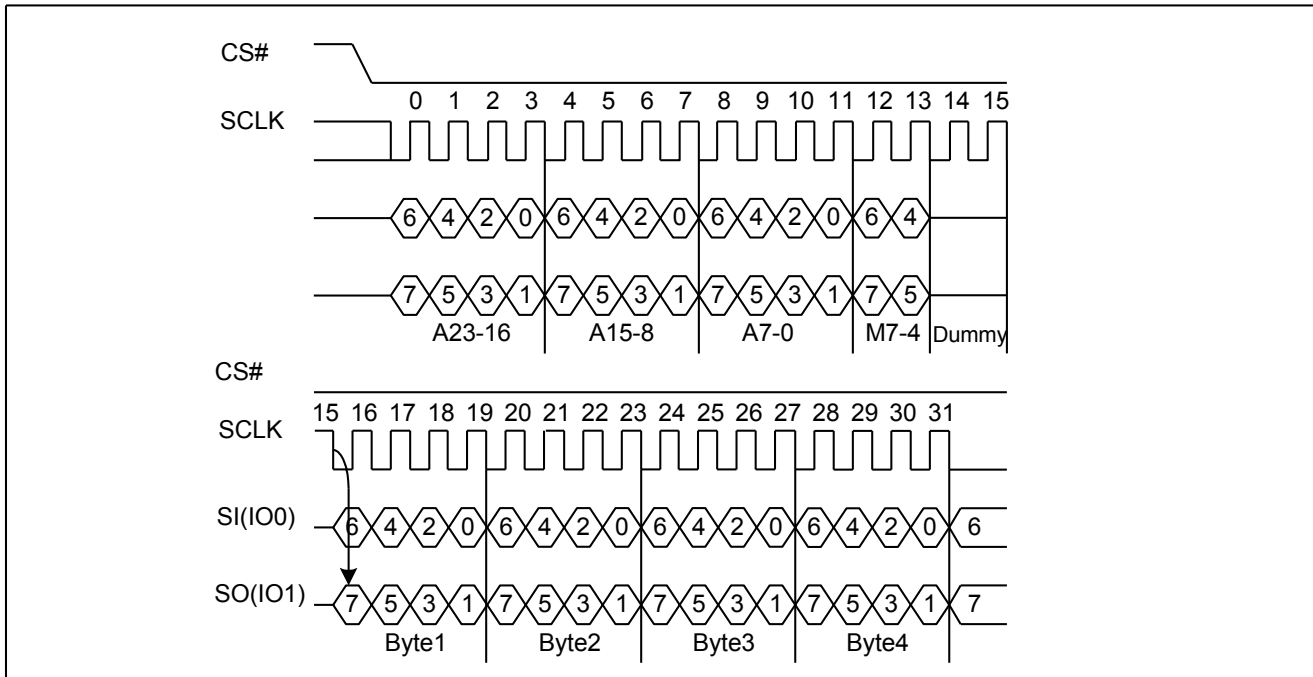 CS#
0 1 2 3 4 5 6 7 8 9 10 11 12 13 14 15
SCLK
6 4 2 0 6 4 2 0 6 4 2 0 6 4
7 5 3 1 7 5 3 1 7 5 3 1 7 5
A23-16 A15-8 A7-0 M7-4 Dummy
CS#
15 16 17 18 19 20 21 22 23 24 25 26 27 28 29 30 31
SCLK
SI(IO0) 6 4 2 0 6 4 2 0 6 4 2 0 6 4 2 0 6
SO(IO1) 7 5 3 1 7 5 3 1 7 5 3 1 7 5 3 1 7
Byte1 Byte2 Byte3 Byte4